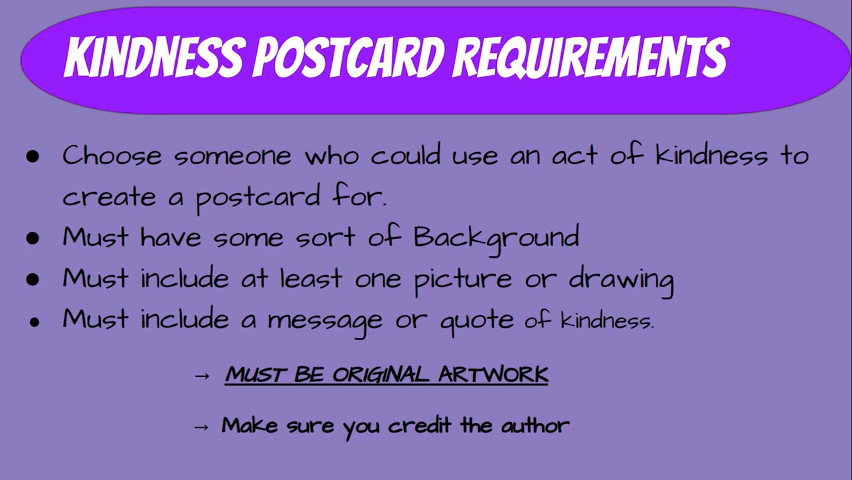 KINDNESS POSTCARD REQUIREMENTS
● Choose someone who could use an act of kindness to
create a postcard for.
● Must have some sort of Background
● Must include at least one picture or drawing
● Must include a message or quote of kindness.
→ MUST BE ORIGINAL ARTWORK
→ Make sure you credit the author